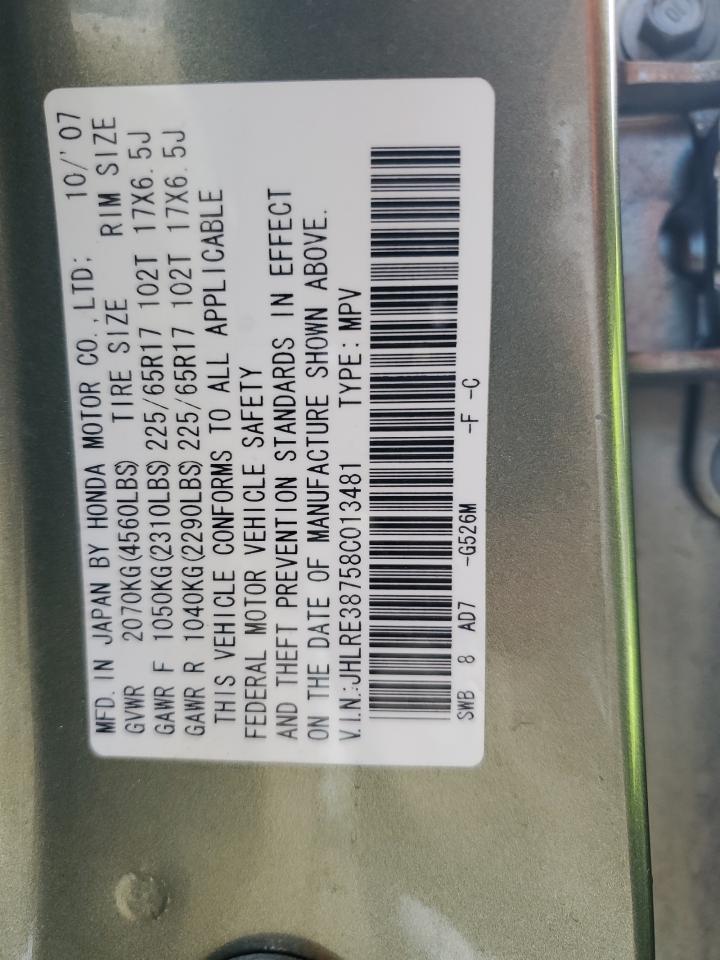 MFD. IN JAPAN BY HONDA MOTOR CO.,LTD: 10/'07
GVWR 2070KG(4560LBS) TIRE SIZE RIM SIZE
GAWR F 1050KG(2310LBS) 225/65R17 102T 17X6.5J
GAWR R 1040KG(2290LBS) 225/65R17 102T 17X6.5J
THIS VEHICLE CONFORMS TO ALL APPLICABLE
FEDERAL MOTOR VEHICLE SAFETY
AND THEFT PREVENTION STANDARDS IN EFFECT
ON THE DATE OF MANUFACTURE SHOWN ABOVE.
V.I.N.:JHLRE38758C013481 TYPE:MPV
SWB 8 AD7 -G526M -F -C